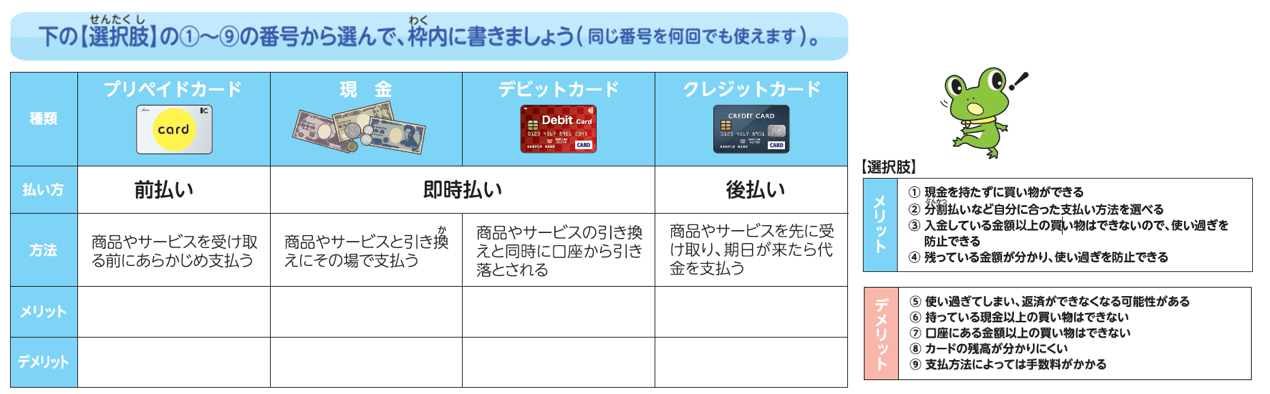 せんたくし
わく
下の【選択肢】の①～⑨の番号から選んで、枠内に書きましょう(同じ番号を何回でも使えます)。
種類
プリペイドカード
現 金
デビットカード
クレジットカード
IC
card
Debit Card
0123 4567 8901 2345
SAMPLE BANK
CARD
CREDIT CARD
0123 4567 8901 2345
SAMPLE BANK
CARD
払い方
前払い
即時払い
後払い
方法
商品やサービスを受け取
る前にあらかじめ支払う
か
商品やサービスと引き換
えにその場で支払う
商品やサービスの引き換
えと同時に口座から引き
落とされる
商品やサービスを先に受
け取り、期日が来たら代
金を支払う
メリット
デメリット
【選択肢】
メリット
① 現金を持たずに買い物ができる
ぶんかつ
② 分割払いなど自分に合った支払い方法を選べる
③ 入金している金額以上の買い物はできないので、使い過ぎを
防止できる
④ 残っている金額が分かり、使い過ぎを防止できる
デメリット
⑤ 使い過ぎてしまい、返済ができなくなる可能性がある
⑥ 持っている現金以上の買い物はできない
⑦ 口座にある金額以上の買い物はできない
⑧ カードの残高が分かりにくい
⑨ 支払方法によっては手数料がかかる